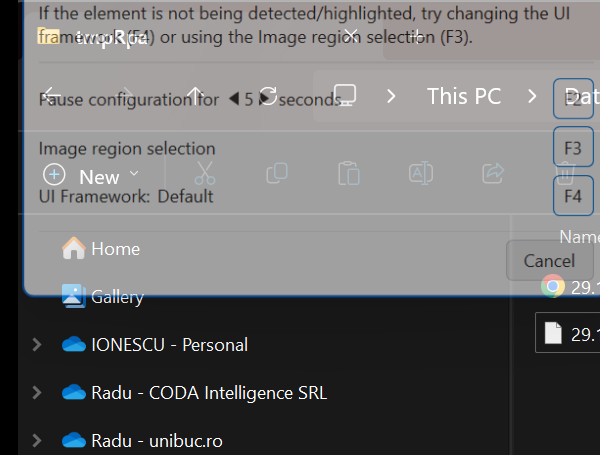 If the element is not being detected/highlighted, try changing the UI
framework (F4) or using the Image region selection (F3).
tmpRpa
Pause configuration for 5 seconds
F2
This PC
Dat
Image region selection
F3
New
UI Framework: Default
F4
Name
Home
Cancel
Gallery
29.1
IONESCU - Personal
29.1
Radu - CODA Intelligence SRL
Radu - unibuc.ro